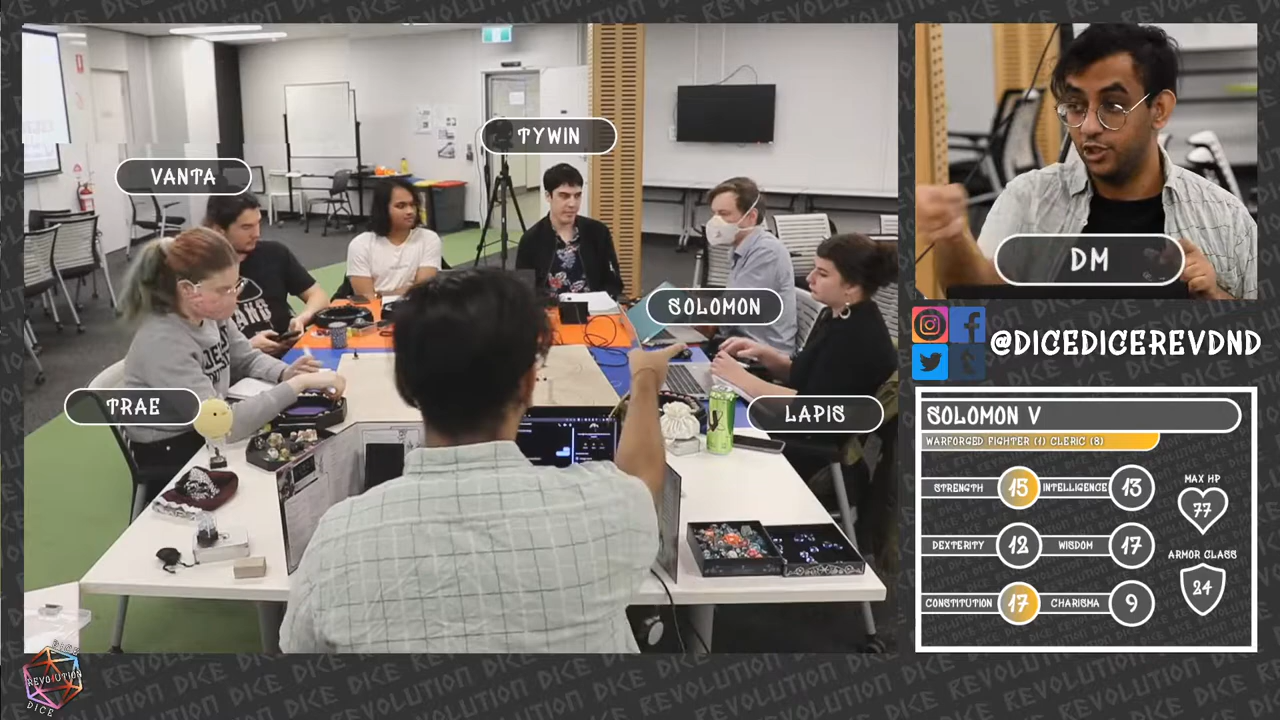 VANTA
TYWIN
SOLOMON
TRAE
LAPIS
DM
@DICEDICEREVDND
SOLOMON V
WARFORGED FIGHTER (1) CLERIC (8)
STRENGTH 15 INTELLIGENCE 13
MAX HP
77
DEXTERITY 12 WISDOM 17
ARMOR CLASS
24
CONSTITUTION 17 CHARISMA 9
DICE
REVOLUTION
DICE